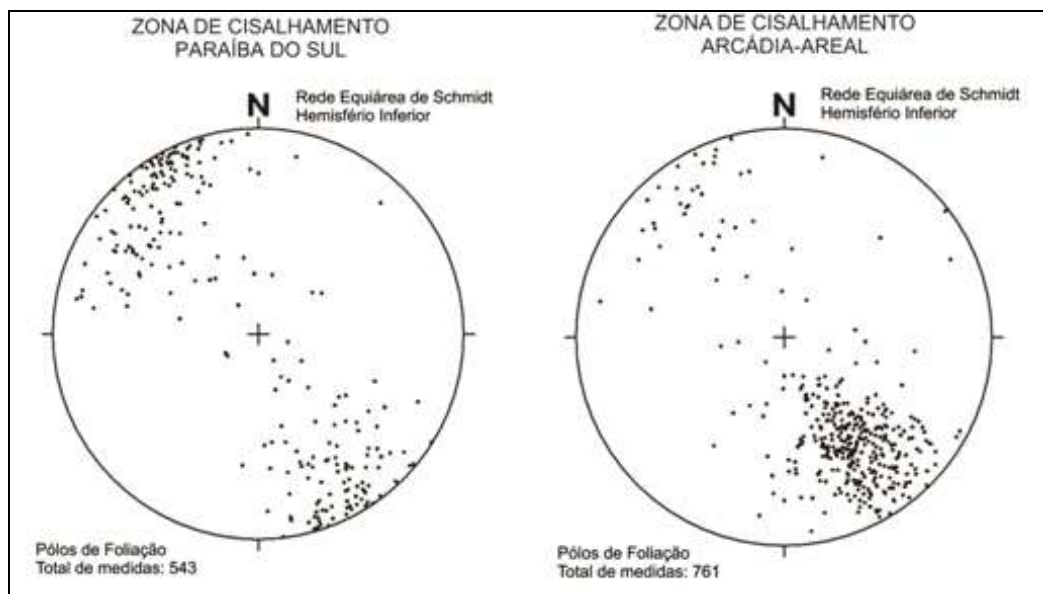 ZONA DE CISALHAMENTO
PARAÍBA DO SUL
N
Rede Equiárea de Schmidt
Hemisfério Inferior
Pólos de Foliação
Total de medidas: 543
ZONA DE CISALHAMENTO
ARCÁDIA-AREAL
N
Rede Equiárea de Schmidt
Hemisfério Inferior
Pólos de Foliação
Total de medidas: 761